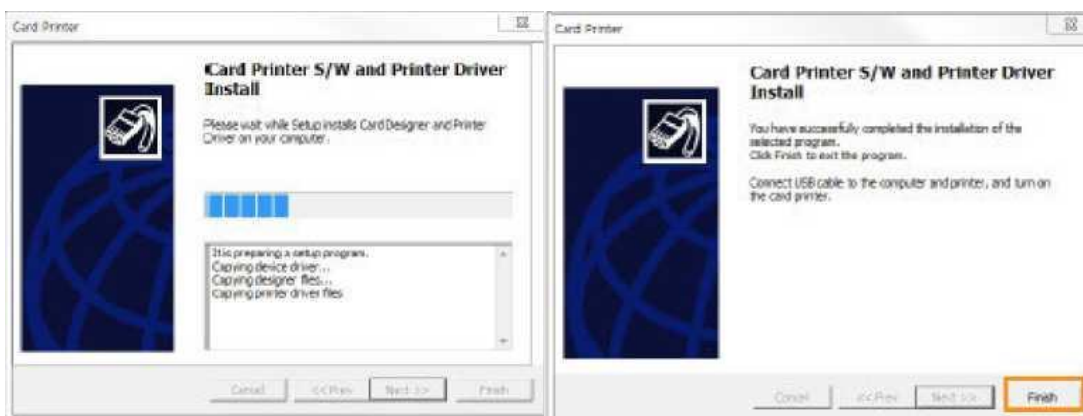 Card Printer
Card Printer S/W and Printer Driver
Install
Please wait while Setup installs Card Designer and Printer
Driver on your computer.
It is preparing a setup program.
Copying device driver...
Copying designer files...
Copying printer driver files
Cancel
<< Prev
Next >>
Finish
Card Printer
Card Printer S/W and Printer Driver
Install
You have successfully completed the installation of the
selected program.
Click Finish to exit the program.
Connect USB cable to the computer and printer, and turn on
the card printer.
Cancel
<< Prev
Next >>
Finish